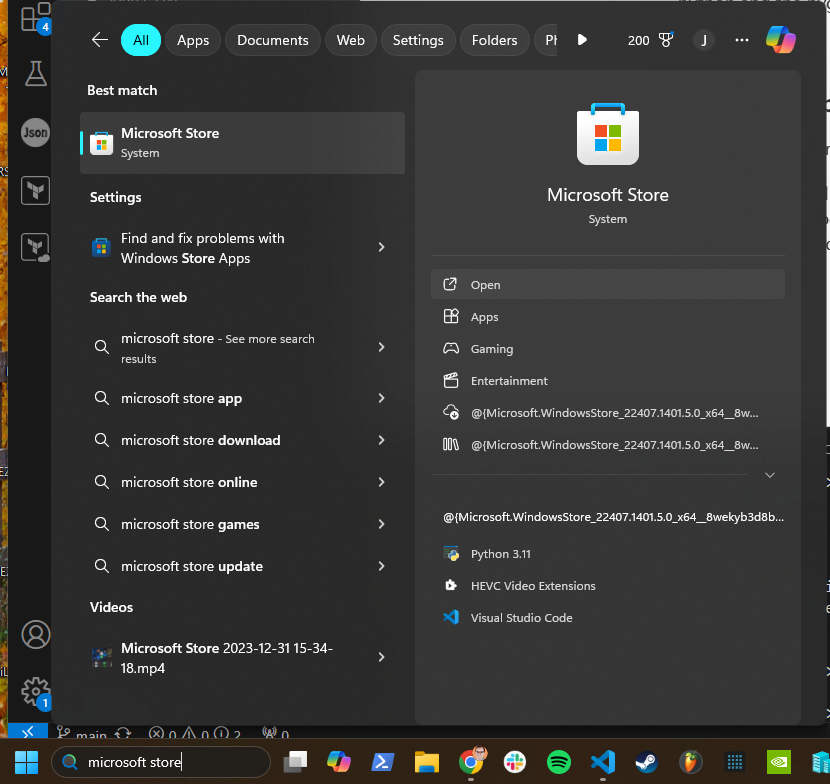 4
All
Apps
Documents
Web
Settings
Folders
200
J
Best match
Microsoft Store
System
Settings
Find and fix problems with
Windows Store Apps
Search the web
microsoft store - See more search
results
microsoft store app
microsoft store download
microsoft store online
microsoft store games
microsoft store update
Videos
Microsoft Store 2023-12-31 15-34-
18.mp4
Microsoft Store
System
Open
Apps
Gaming
Entertainment
@{Microsoft.WindowsStore_22407.1401.5.0_x64__8w...
@{Microsoft.WindowsStore_22407.1401.5.0_x64__8w...
@{Microsoft.WindowsStore_22407.1401.5.0_x64__8wekyb3d8b...
Python 3.11
HEVC Video Extensions
Visual Studio Code
Json
1
main
0
0
2
0
microsoft store